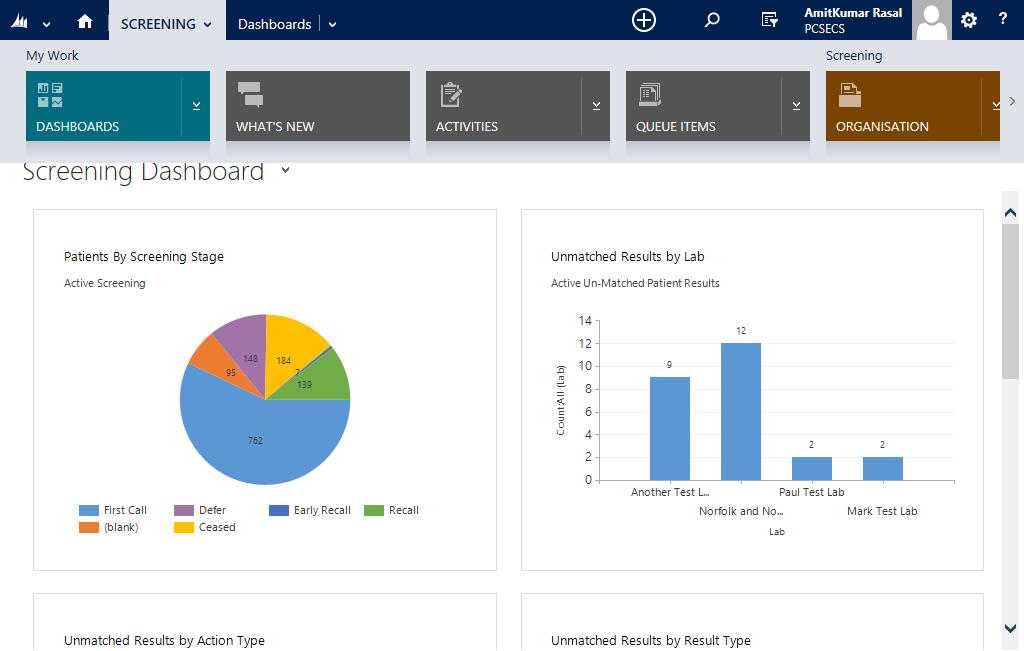 SCREENING
Dashboards
AmitKumar Rasal
PCSECS
?
My Work
Screening
DASHBOARDS
WHAT'S NEW
ACTIVITIES
QUEUE ITEMS
ORGANISATION
Screening Dashboard
Patients By Screening Stage
Active Screening
148
184
95
7
139
762
First Call
Defer
Early Recall
Recall
(blank)
Ceased
Unmatched Results by Lab
Active Un-Matched Patient Results
Count:All (Lab)
14
12
10
8
6
4
2
0
9
12
2
2
Another Test L...
Paul Test Lab
Norfolk and No...
Mark Test Lab
Lab
Unmatched Results by Action Type
Unmatched Results by Result Type